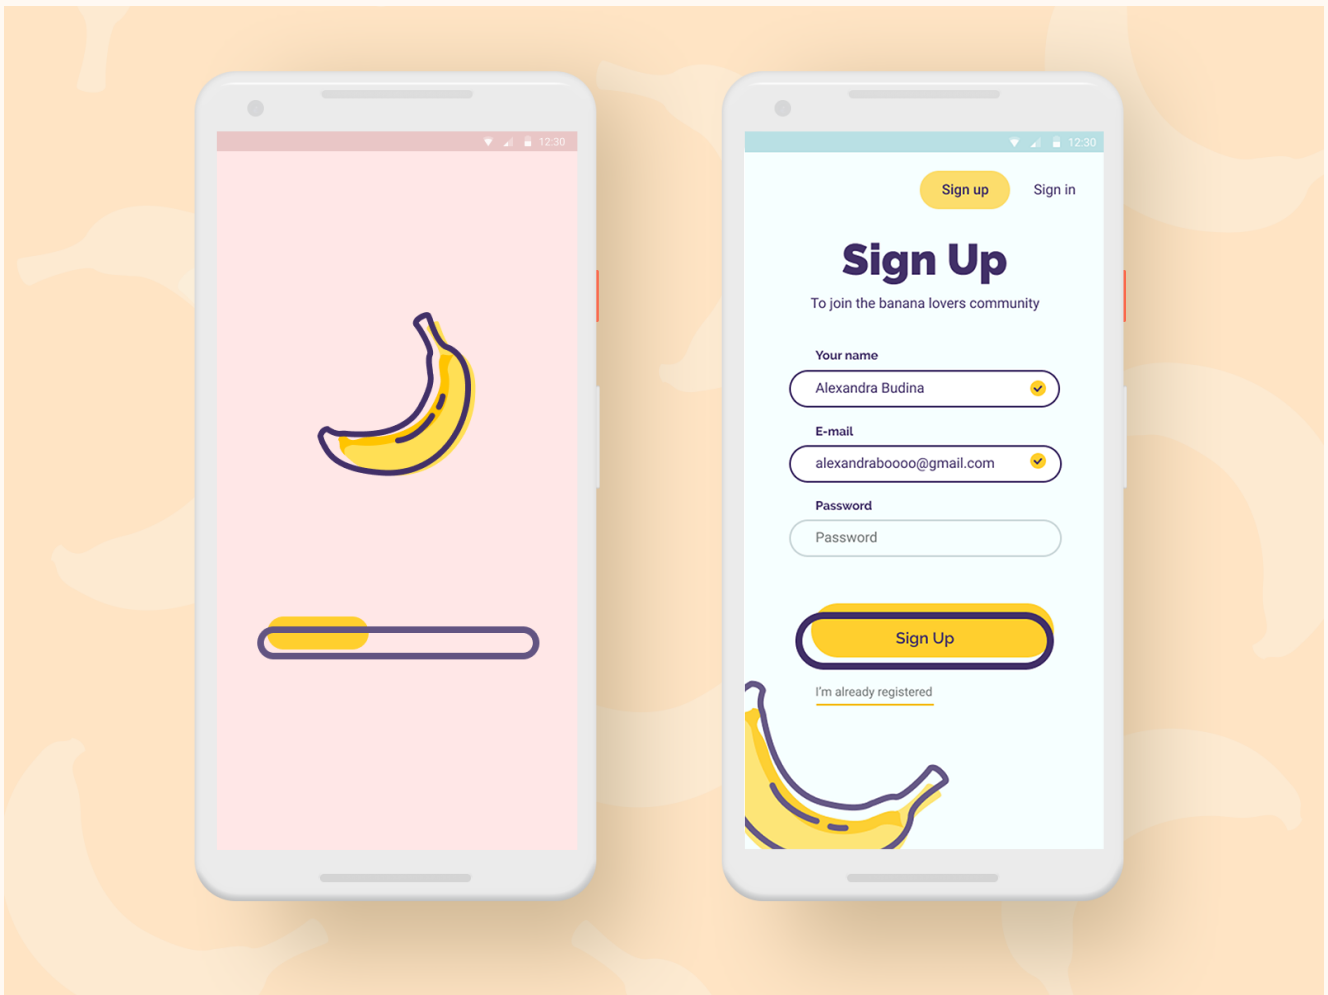 12:30
12:30
Sign up
Sign in
Sign Up
To join the banana lovers community
Your name
Alexandra Budina
E-mail
alexandraboooo@gmail.com
Password
Password
Sign Up
I'm already registered